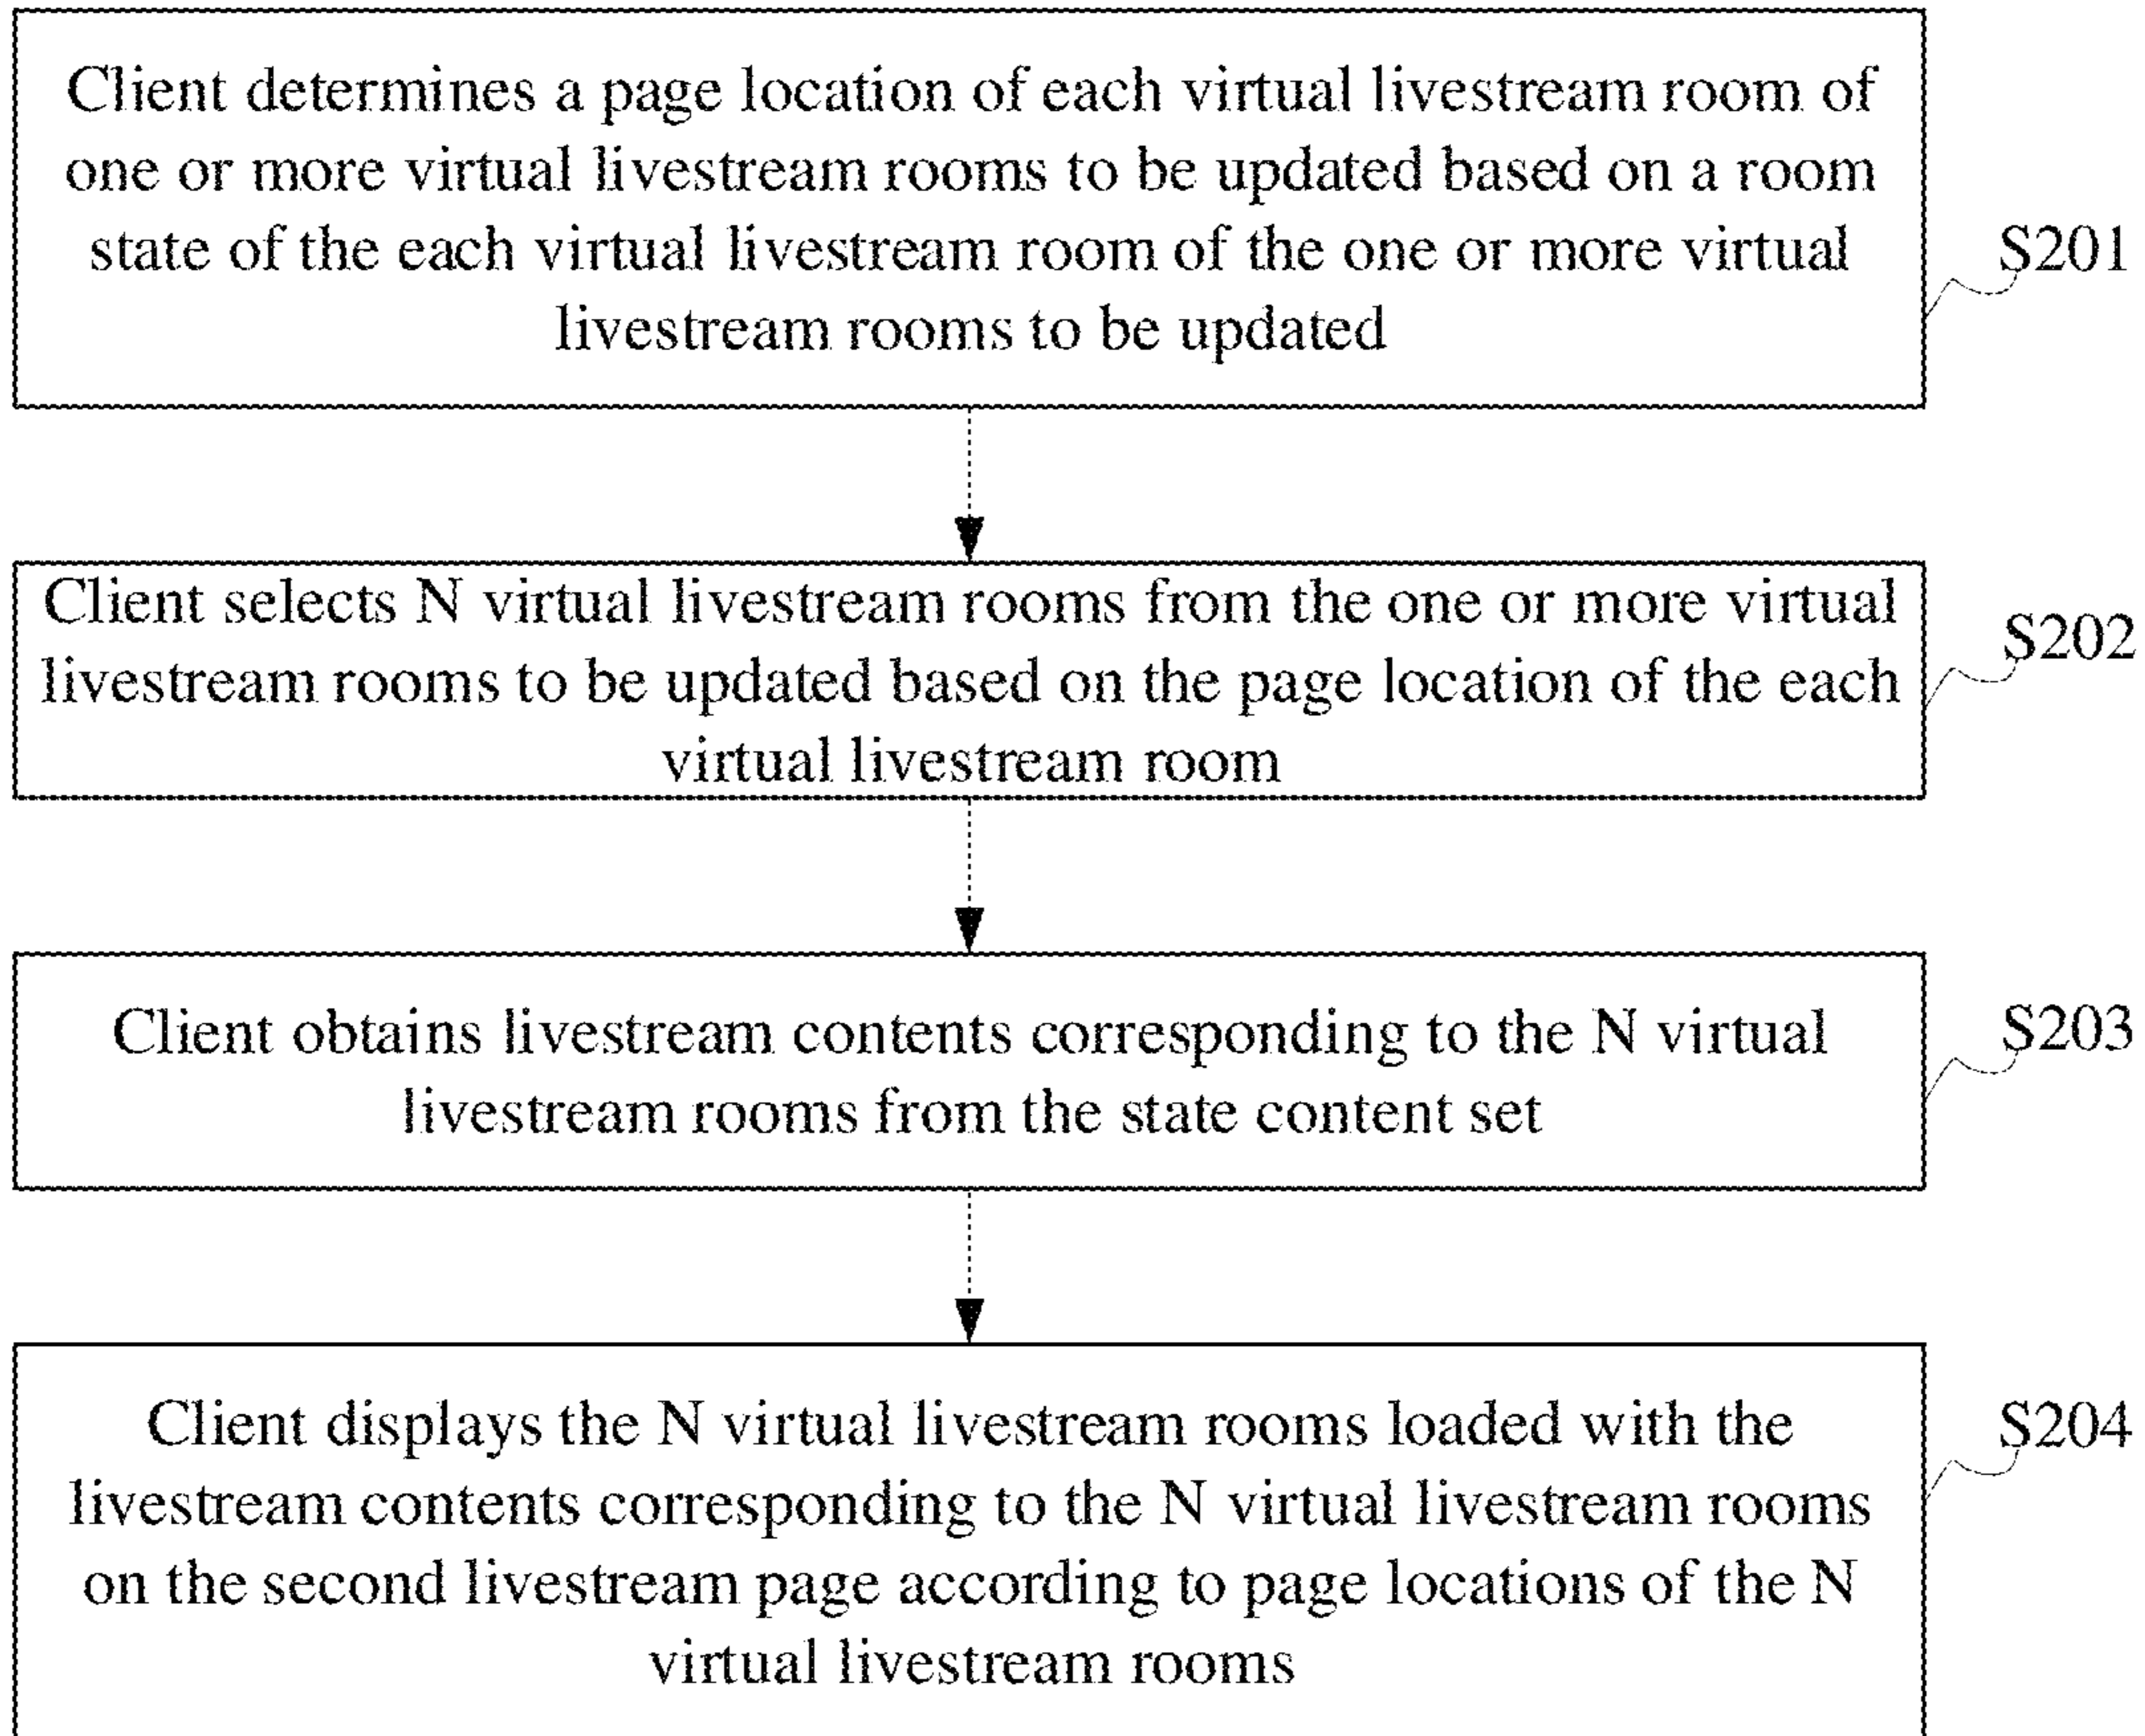 Client determines a page location of each virtual livestream room of
one or more virtual livestream rooms to be updated based on a room
state of the each virtual livestream room of the one or more virtual
livestream rooms to be updated
S201
Client selects N virtual livestream rooms from the one or more virtual
livestream rooms to be updated based on the page location of the each
virtual livestream room
S202
Client obtains livestream contents corresponding to the N virtual
livestream rooms from the state content set
S203
Client displays the N virtual livestream rooms loaded with the
livestream contents corresponding to the N virtual livestream rooms
on the second livestream page according to page locations of the N
virtual livestream rooms
S204